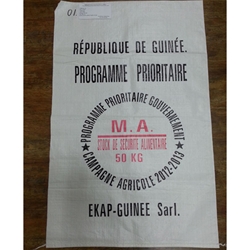 01.
RÉPUBLIQUE DE GUINÉE.
PROGRAMME PRIORITAIRE
PROGRAMME PRIORITAIRE GOUVERNEMENT
M.A.
STOCK DE SÉCURITÉ ALIMENTAIRE
50 KG
CAMPAGNE AGRICOLE 2012-2013
EKAP-GUINEE Sarl.